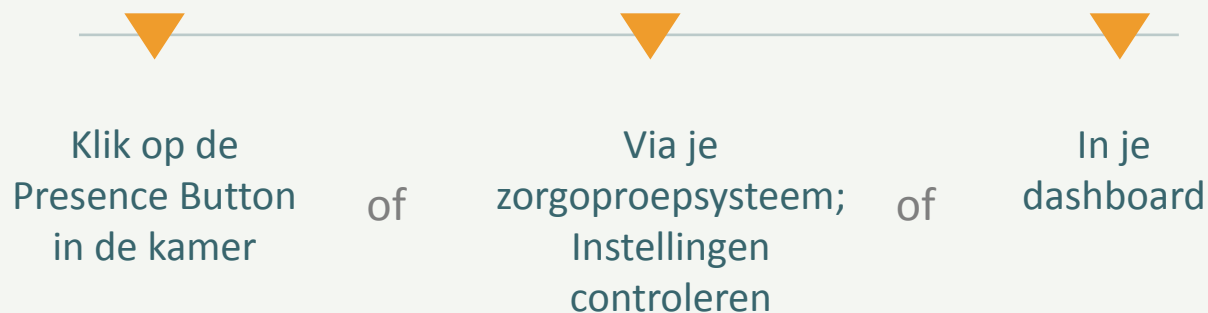 Klik op de
Presence Button
in de kamer
of
Via je
zorgoproepsysteem;
Instellingen
controleren
of
In je
dashboard